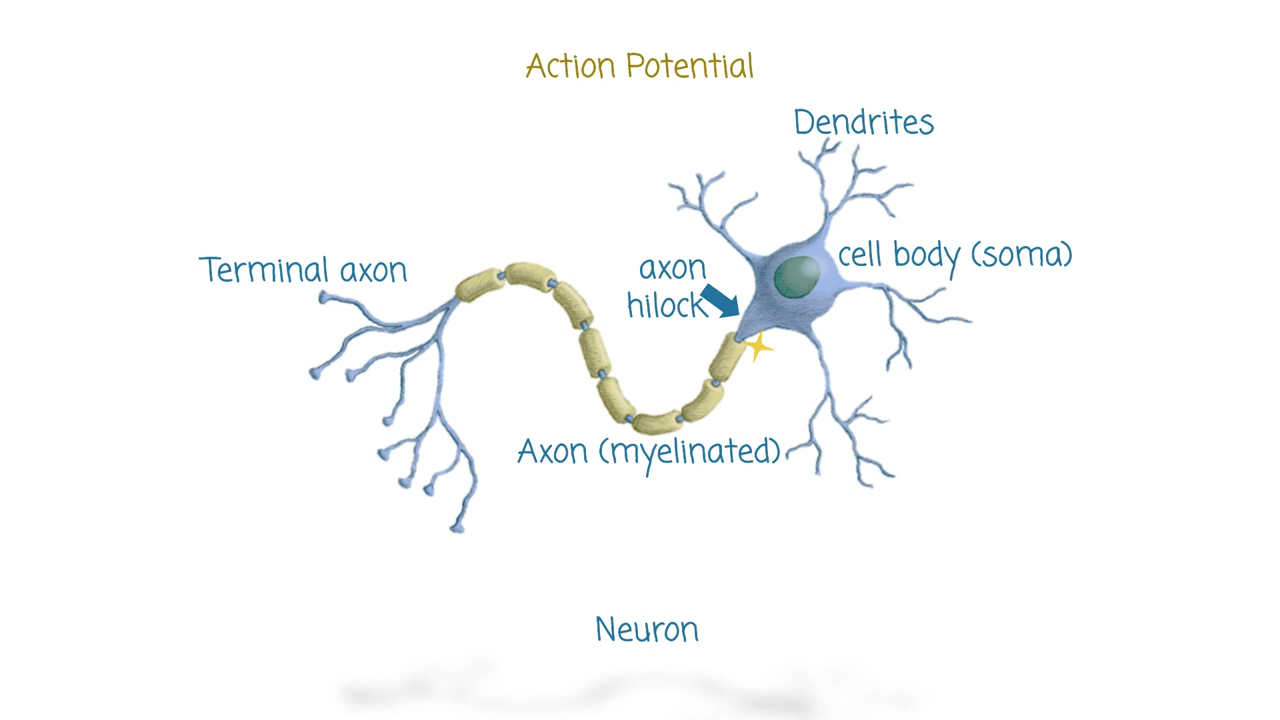 Action Potential
Dendrites
cell body (soma)
Terminal axon
axon
hilock
Axon (myelinated)
Neuron